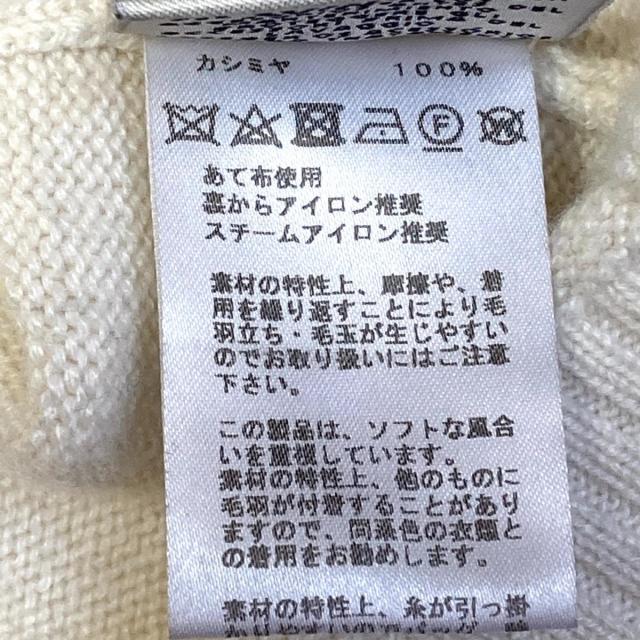 カシミヤ 100%
あて布使用
裏からアイロン推奨
スチームアイロン推奨
素材の特性上、摩擦や、着
用を繰り返すことにより毛
羽立ち・毛玉が生じやすい
のでお取り扱いにはご注意
下さい。
この製品は、ソフトな風合
いを重視しています。
素材の特性上、他のものに
毛羽が付着することがあり
ますので、同系色の衣類と
の着用をお勧めします。
素材の特性上、糸が引っ掛